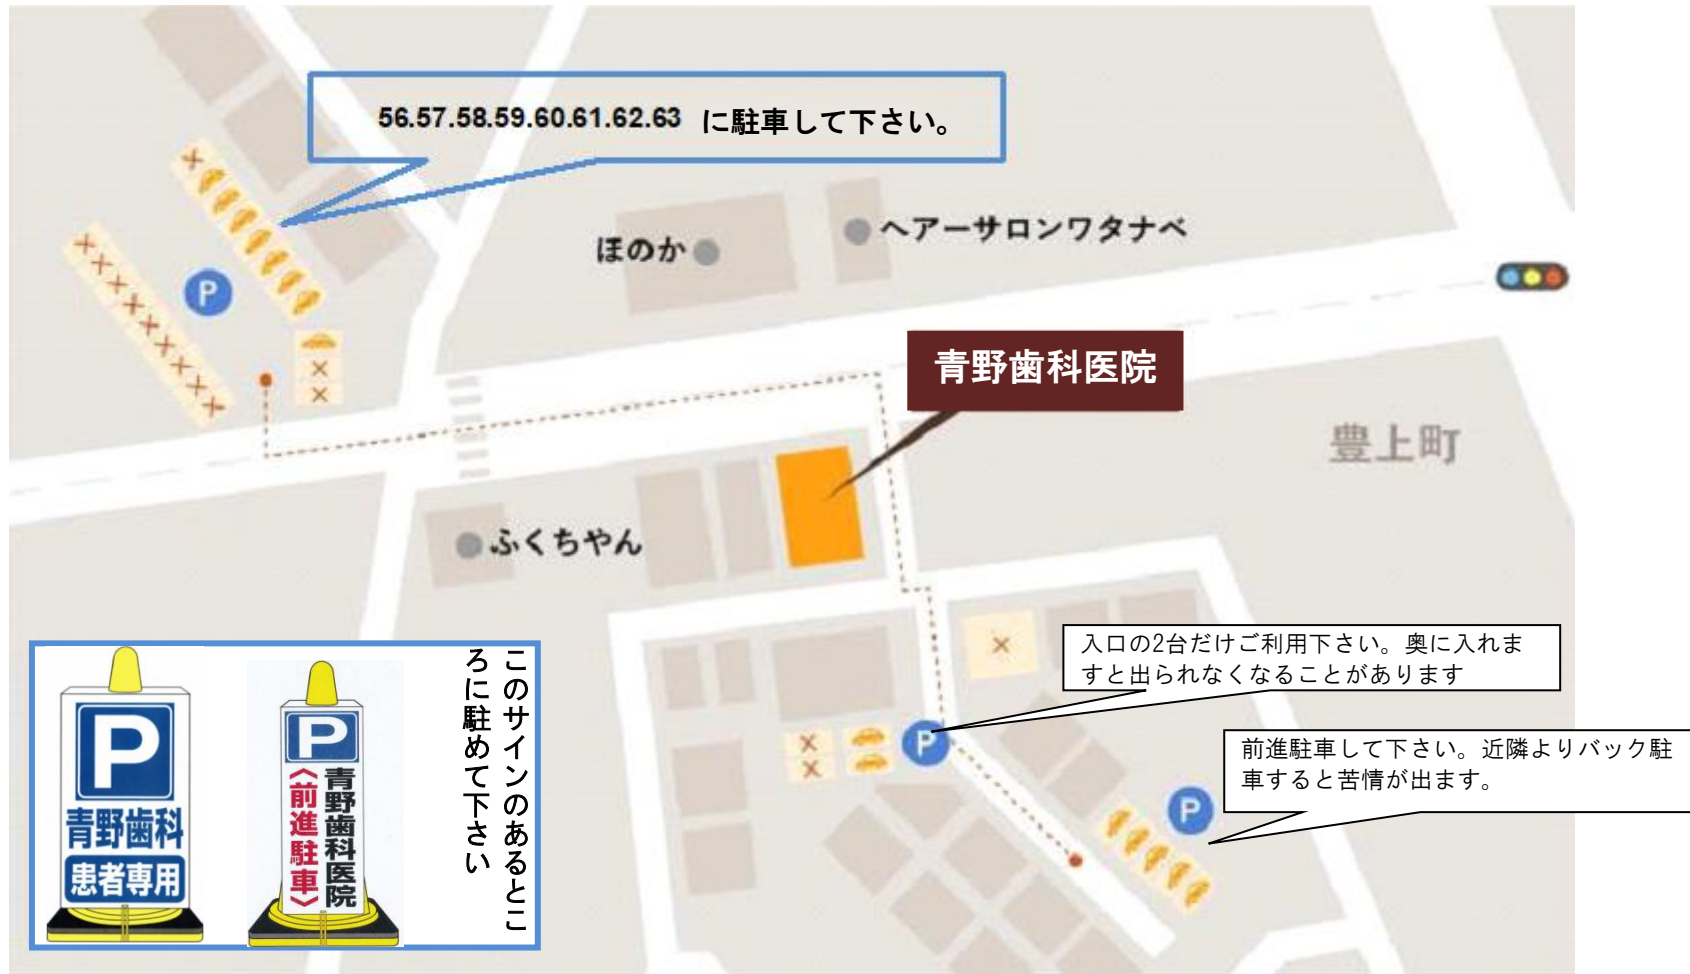 56.57.58.59.60.61.62.63 に駐車して下さい。
ほのか
ヘアーサロンワタナベ
P
青野歯科医院
豊上町
ふくちやん
入口の2台だけご利用下さい。奥に入れま
すと出られなくなることがあります
P
前進駐車して下さい。近隣よりバック駐
車すると苦情が出ます。
P
このサインのあるとこ
ろに駐めて下さい
P
青野歯科
患者専用
P
青野歯科医院
〈前進駐車〉